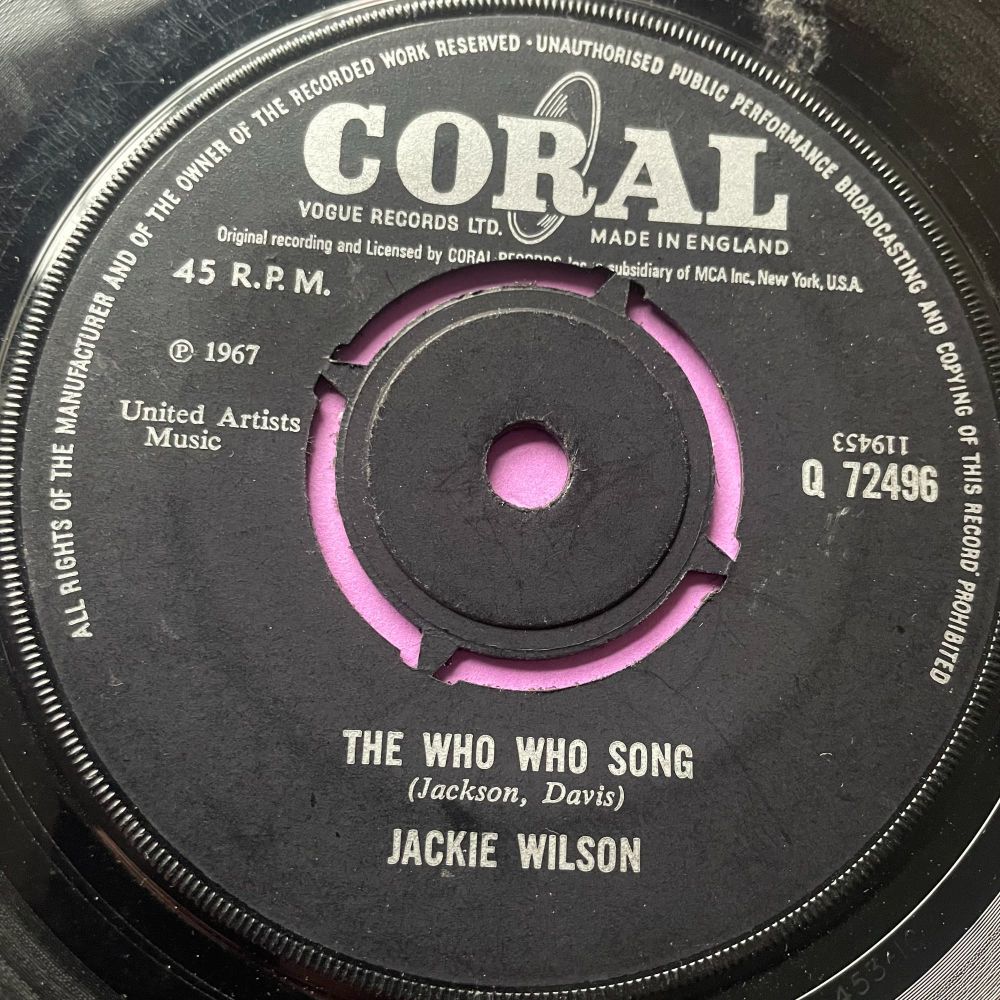 ALL RIGHTS OF THE MANUFACTURER AND OF THE OWNER OF THE RECORDED WORK RESERVED · UNAUTHORISED PUBLIC PERFORMANCE BROADCASTING AND COPYING OF THIS RECORD PROHIBITED
CORAL
VOGUE RECORDS LTD.
MADE IN ENGLAND
Original recording and Licensed by CORAL RECORDS Inc. a subsidiary of MCA Inc., New York, U.S.A.
45 R.P.M.
℗ 1967
United Artists
Music
119453
Q 72496
THE WHO WHO SONG
(Jackson, Davis)
JACKIE WILSON